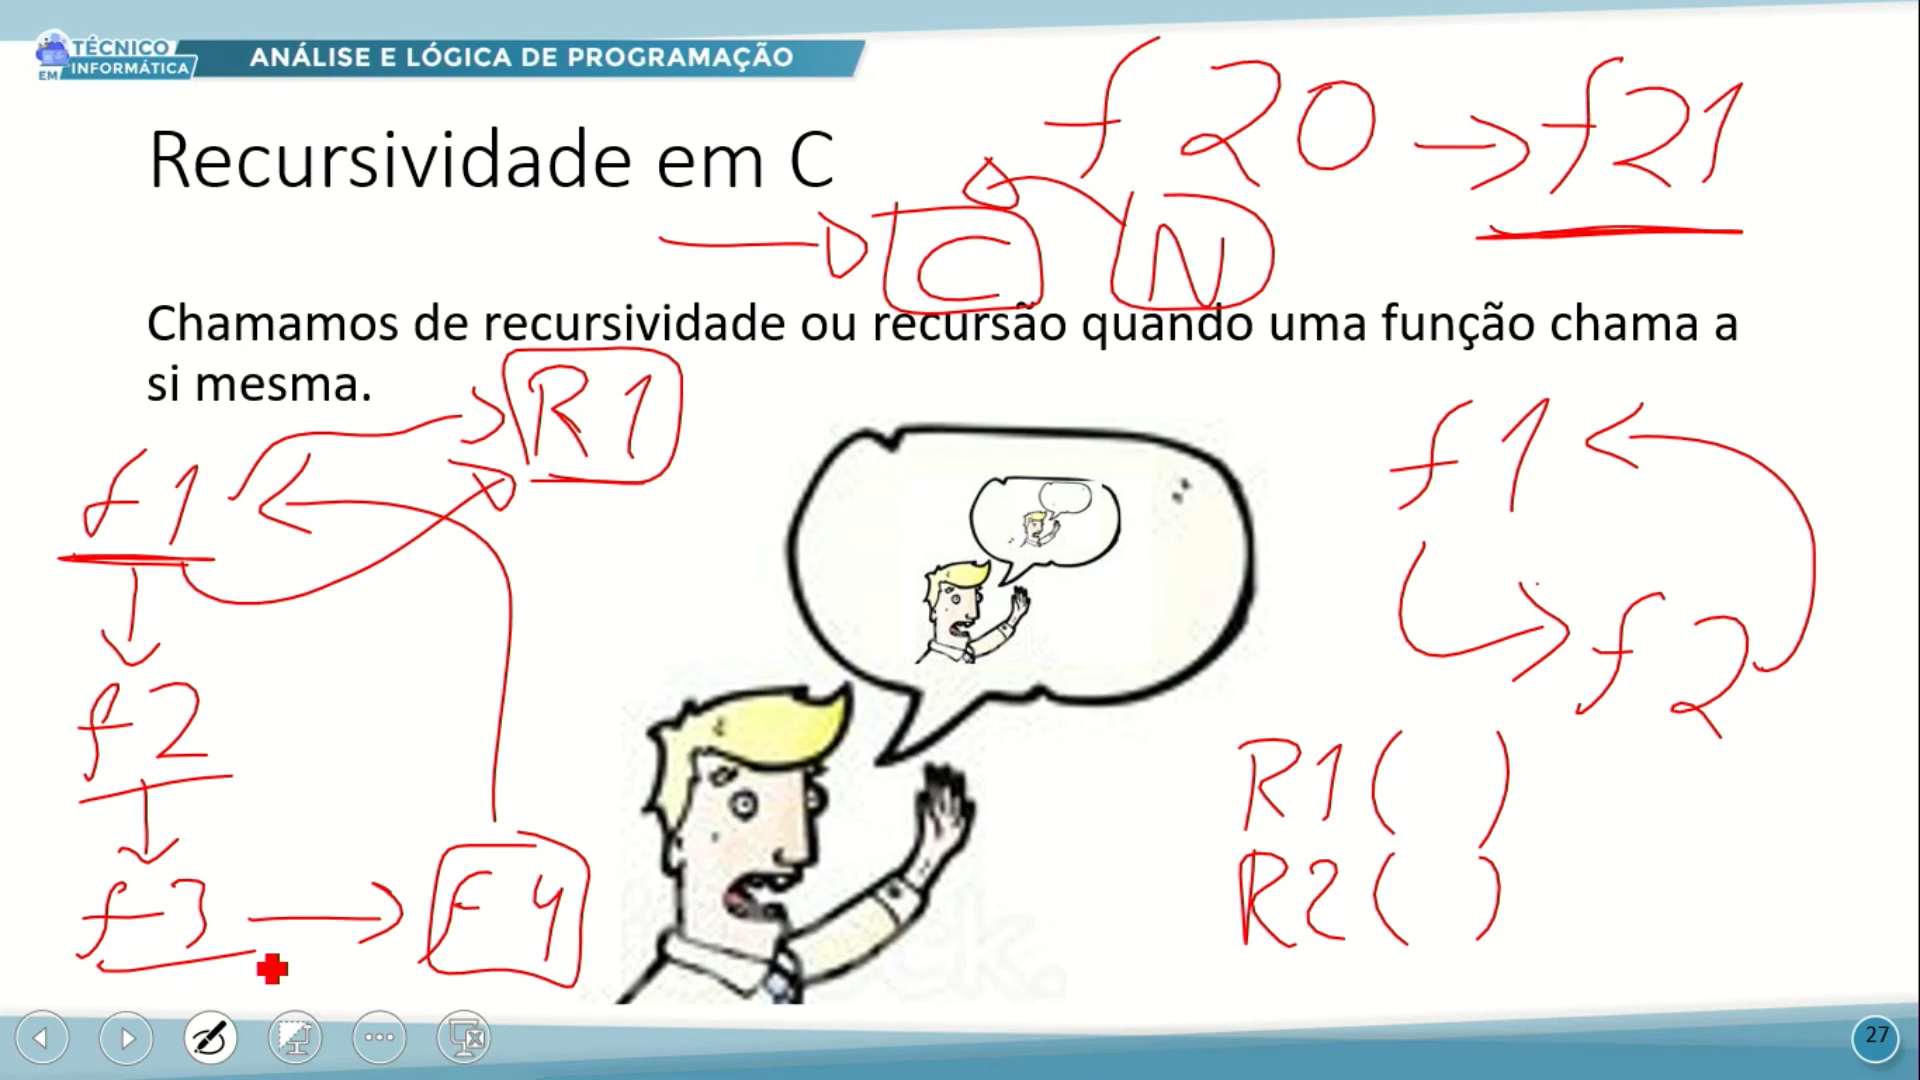 TÉCNICO
EM INFORMÁTICA
ANÁLISE E LÓGICA DE PROGRAMAÇÃO
f20 → f21
Recursividade em C
C N
Chamamos de recursividade ou recursão quando uma função chama a
si mesma.
R1
f1
f1
f2
f2
R1( )
R2( )
f3 → F4
27